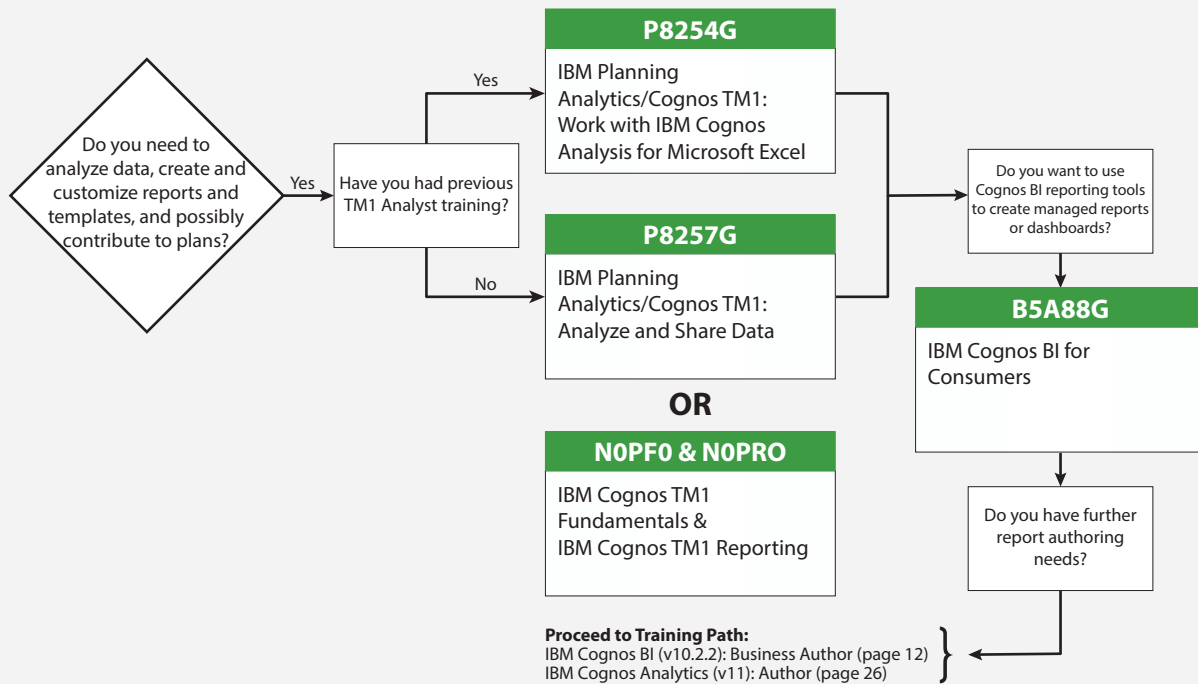 Do you need to
analyze data, create and
customize reports and
templates, and possibly
contribute to plans?
Yes
Have you had previous
TM1 Analyst training?
Yes
No
P8254G
IBM Planning
Analytics/Cognos TM1:
Work with IBM Cognos
Analysis for Microsoft Excel
P8257G
IBM Planning
Analytics/Cognos TM1:
Analyze and Share Data
OR
N0PF0 & N0PRO
IBM Cognos TM1
Fundamentals &
IBM Cognos TM1 Reporting
Do you want to use
Cognos BI reporting tools
to create managed reports
or dashboards?
B5A88G
IBM Cognos BI for
Consumers
Do you have further
report authoring
needs?
Proceed to Training Path:
IBM Cognos BI (v10.2.2): Business Author (page 12)
IBM Cognos Analytics (v11): Author (page 26)